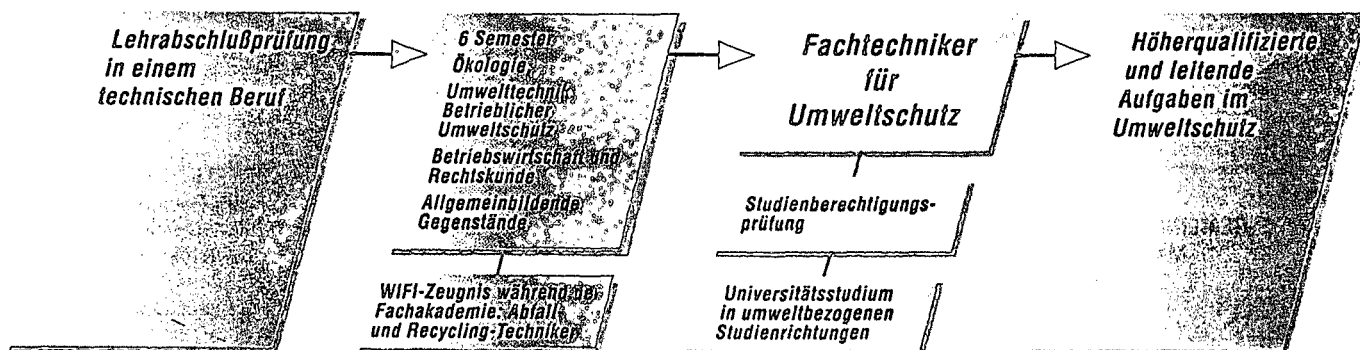 Lehrabschlußprüfung
in einem
technischen Beruf
6 Semester
Ökologie,
Umwelttechnik,
Betrieblicher
Umweltschutz
Betriebswirtschaft und
Rechtskunde
Allgemeinbildende
Gegenstände
WIFI-Zeugnis während der
Fachakademie: Abfall-
und Recycling-Techniker
Fachtechniker
für
Umweltschutz
Studienberechtigungs-
prüfung
Universitätsstudium
in umweltbezogenen
Studienrichtungen
Höherqualifizierte
und leitende
Aufgaben im
Umweltschutz